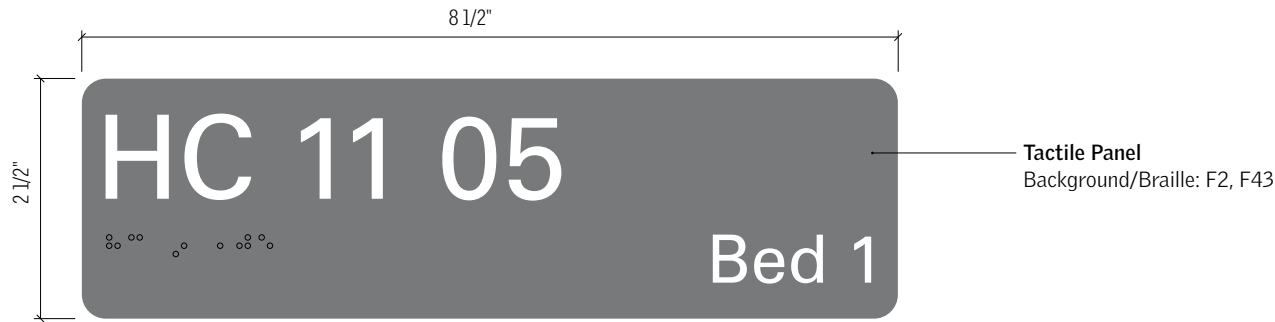 8 1/2"
2 1/2"
HC 11 05
Bed 1
Tactile Panel
Background/Braille: F2, F43